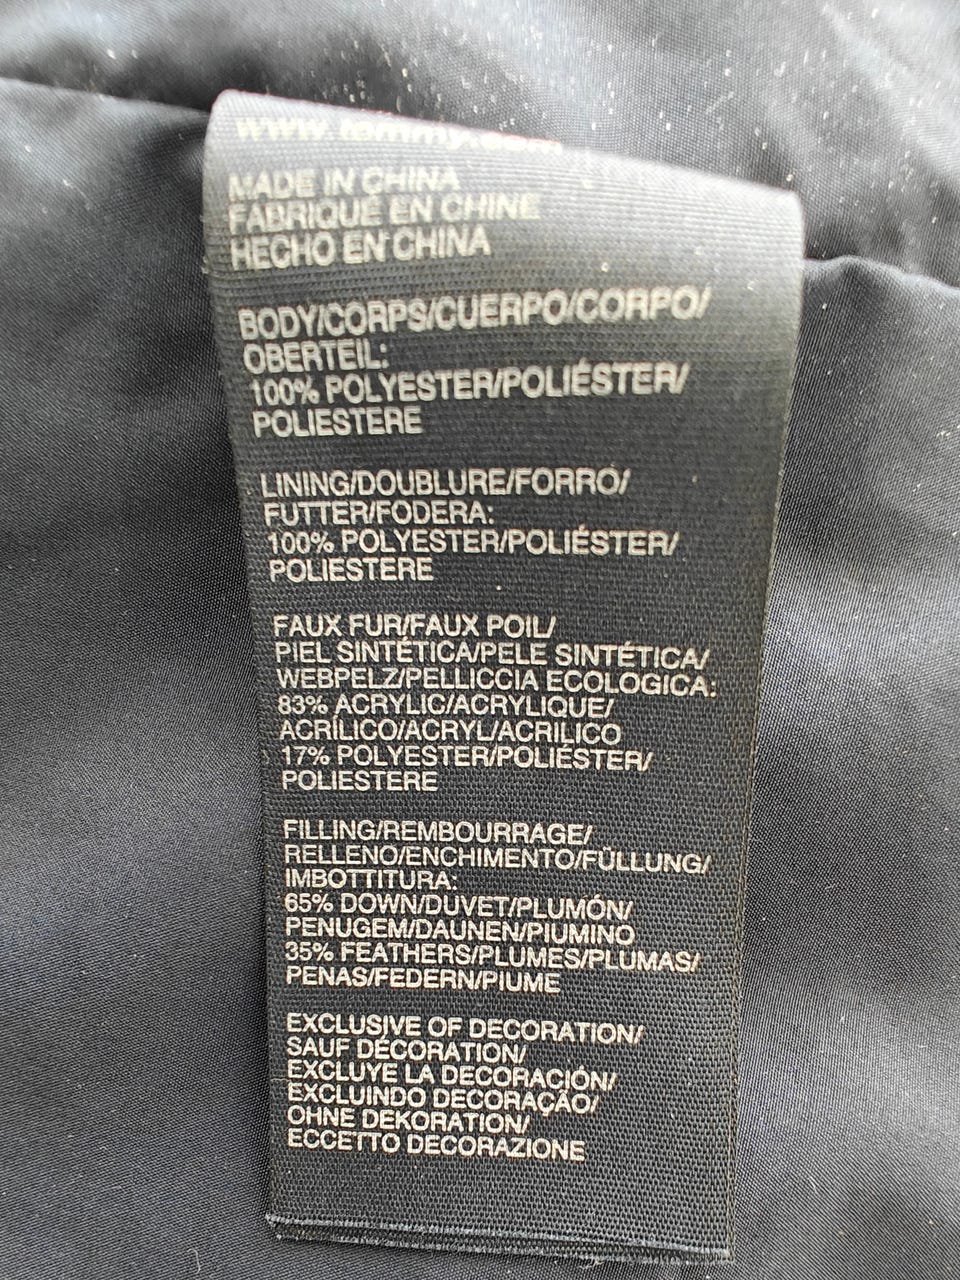 www.tommy.com
MADE IN CHINA
FABRIQUÉ EN CHINE
HECHO EN CHINA
BODY/CORPS/CUERPO/CORPO/
OBERTEIL:
100% POLYESTER/POLIÉSTER/
POLIESTERE
LINING/DOUBLURE/FORRO/
FUTTER/FODERA:
100% POLYESTER/POLIÉSTER/
POLIESTERE
FAUX FUR/FAUX POIL/
PIEL SINTÉTICA/PELE SINTÉTICA/
WEBPELZ/PELLICCIA ECOLOGICA:
83% ACRYLIC/ACRYLIQUE/
ACRÍLICO/ACRYL/ACRILICO
17% POLYESTER/POLIÉSTER/
POLIESTERE
FILLING/REMBOURRAGE/
RELLENO/ENCHIMENTO/FÜLLUNG/
IMBOTTITURA:
65% DOWN/DUVET/PLUMÓN/
PENUGEM/DAUNEN/PIUMINO
35% FEATHERS/PLUMES/PLUMAS/
PENAS/FEDERN/PIUME
EXCLUSIVE OF DECORATION/
SAUF DÉCORATION/
EXCLUYE LA DECORACIÓN/
EXCLUINDO DECORAÇÃO/
OHNE DEKORATION/
ECCETTO DECORAZIONE